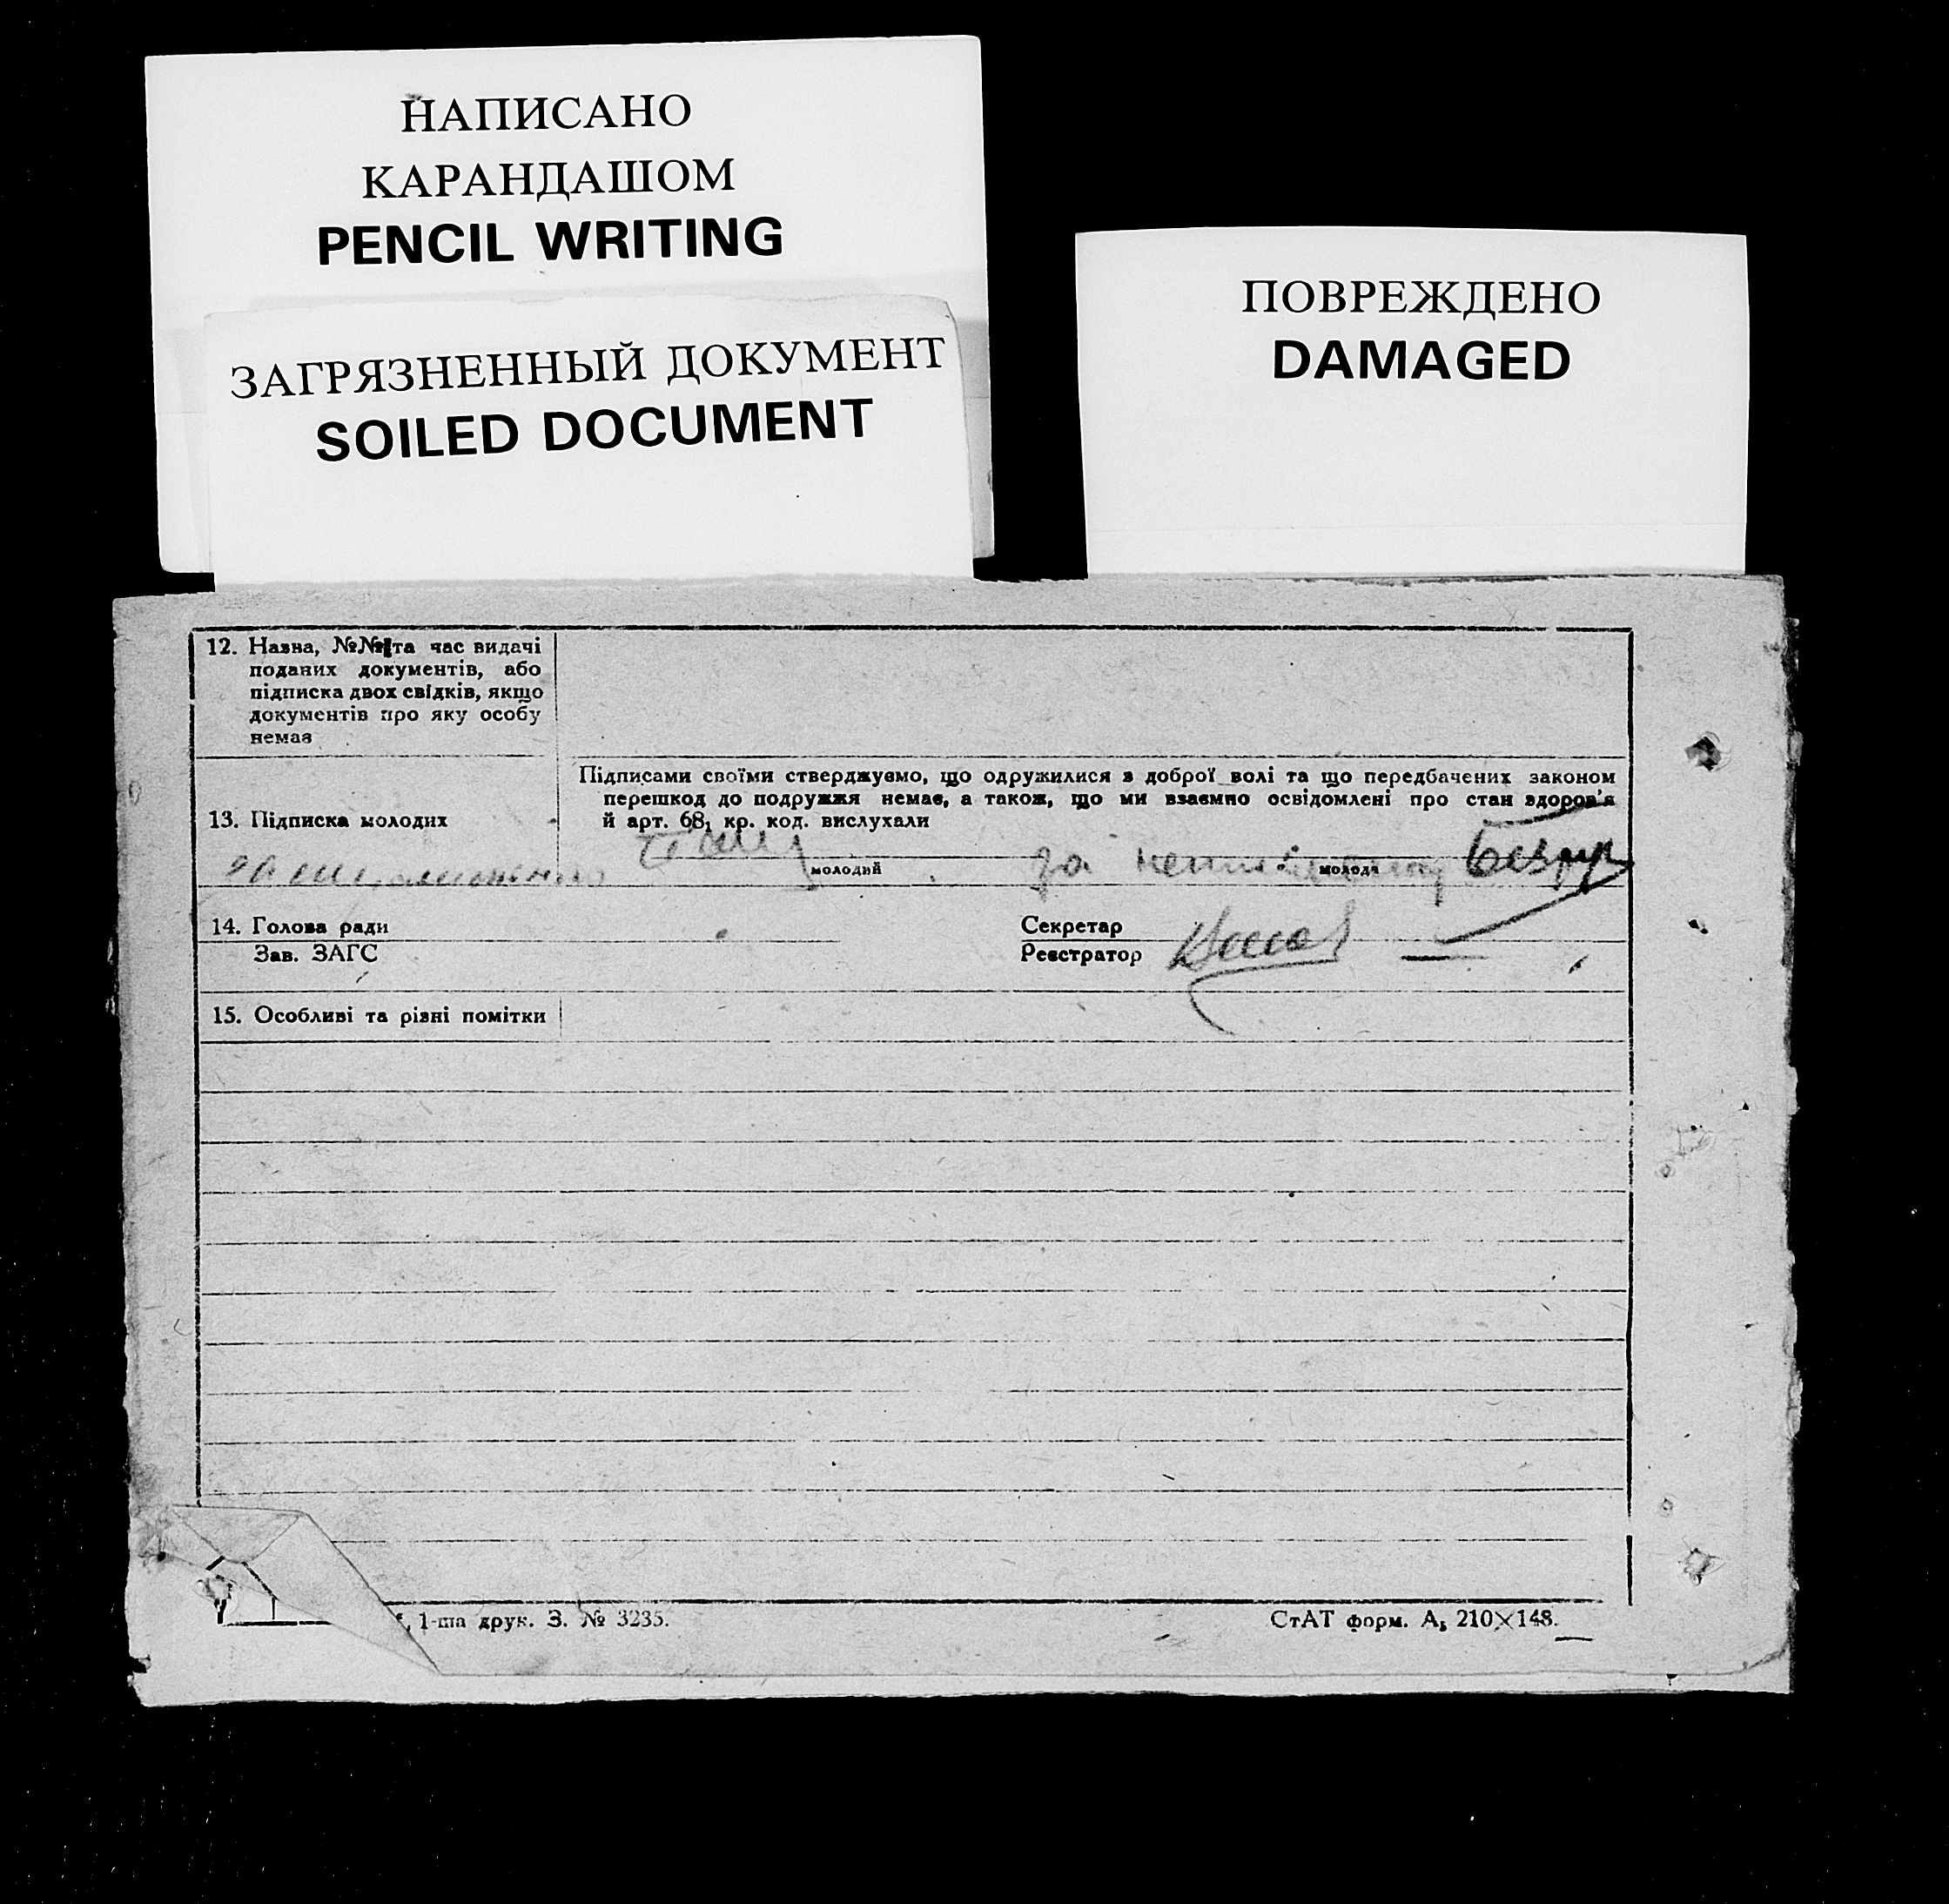 НАПИСАНО
КАРАНДАШОМ
PENCIL WRITING
ЗАГРЯЗНЕННЫЙ ДОКУМЕНТ
SOILED DOCUMENT
ПОВРЕЖДЕНО
DAMAGED
12. Назва, №№ та час видачі
поданих документів, або
підписка двох свідків, якщо
документів про яку особу
немає
Підписами своїми стверджуємо, що одружилися з доброї волі та що передбачених законом
перешкод до подружжя немає, а також, що ми взаємно освідомлені про стан здоров'я
й арт. 68₁ кр. код. вислухали
13. Підписка молодих
молодий
за
молода
14. Голова ради
Секретар
Зав. ЗАГС
Реєстратор
15. Особливі та різні помітки
, 1-ша друк. З. № 3235.
СтАТ форм. А₅ 210×148.